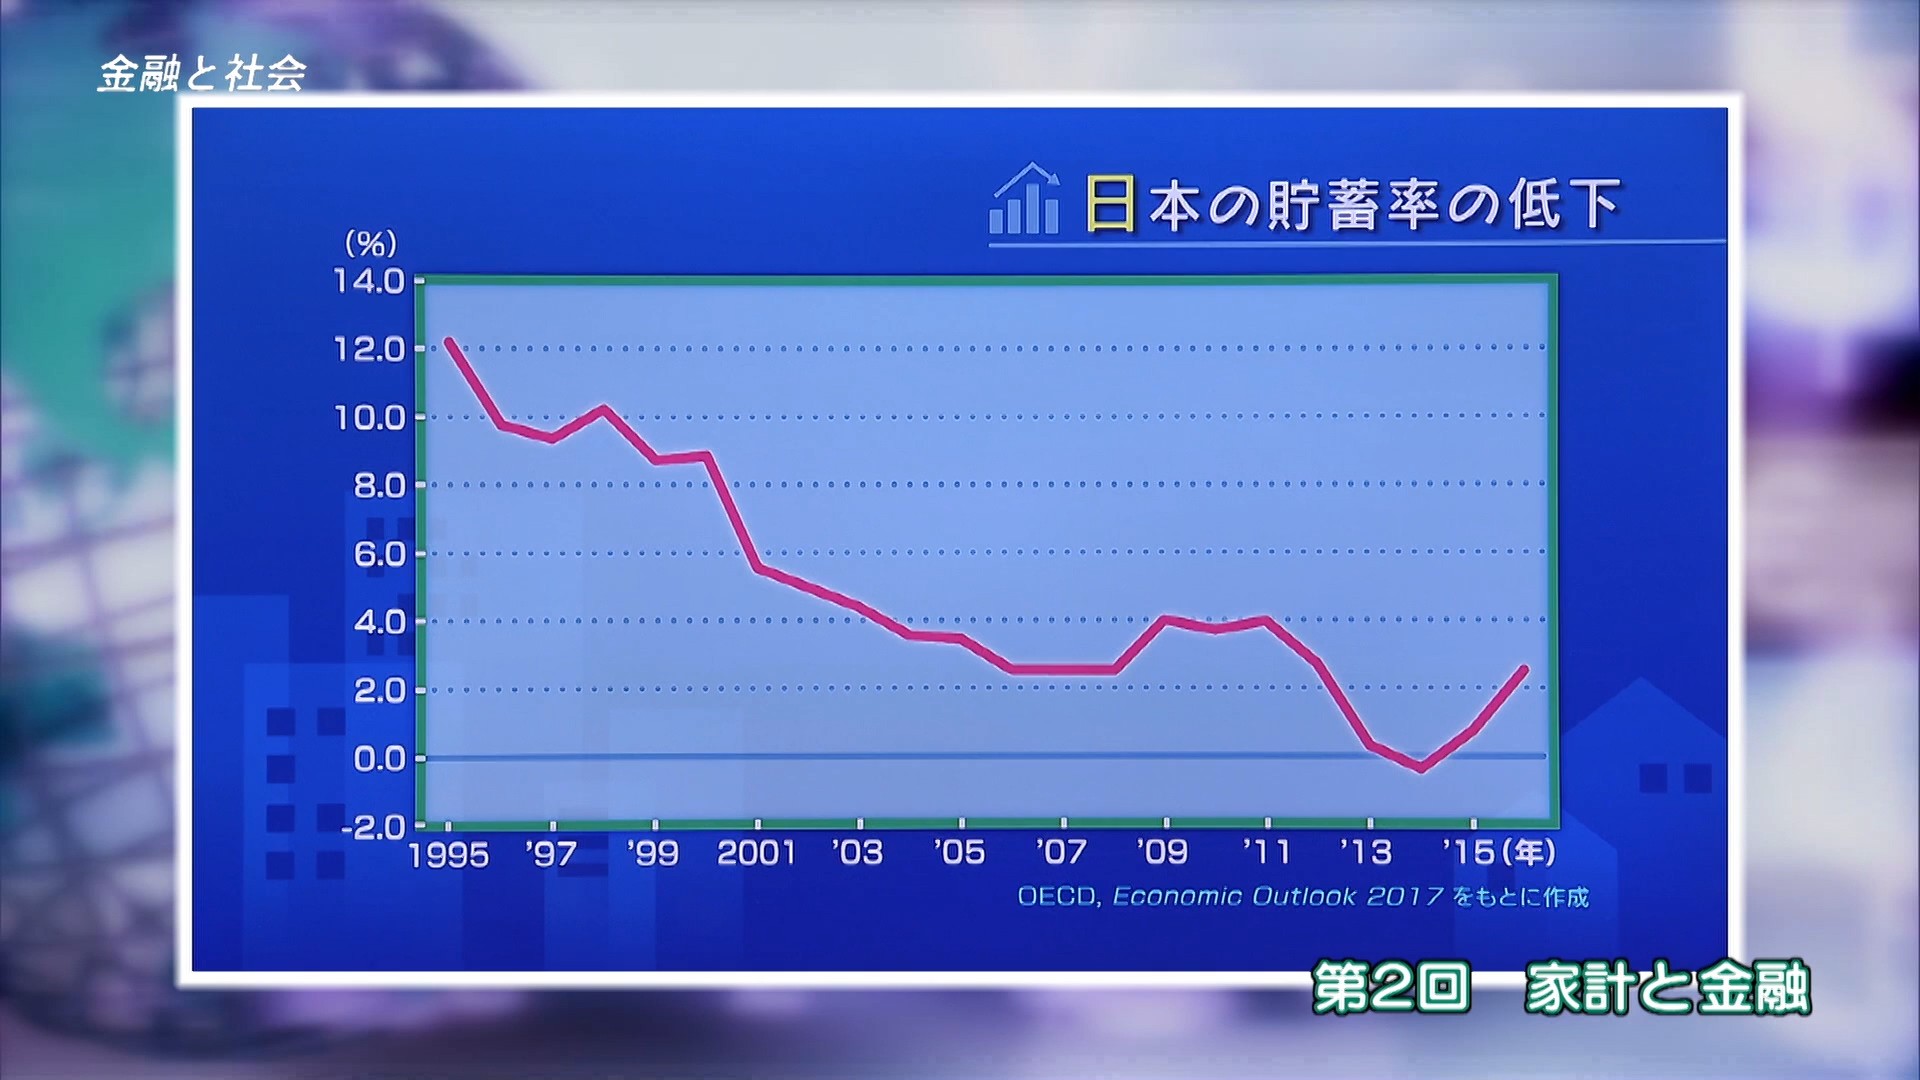 金融と社会
日本の貯蓄率の低下
(%)
14.0
12.0
10.0
8.0
6.0
4.0
2.0
0.0
-2.0
1995 ’97 ’99 2001 ’03 ’05 ’07 ’09 ’11 ’13 ’15(年)
OECD, Economic Outlook 2017 をもとに作成
第2回 家計と金融